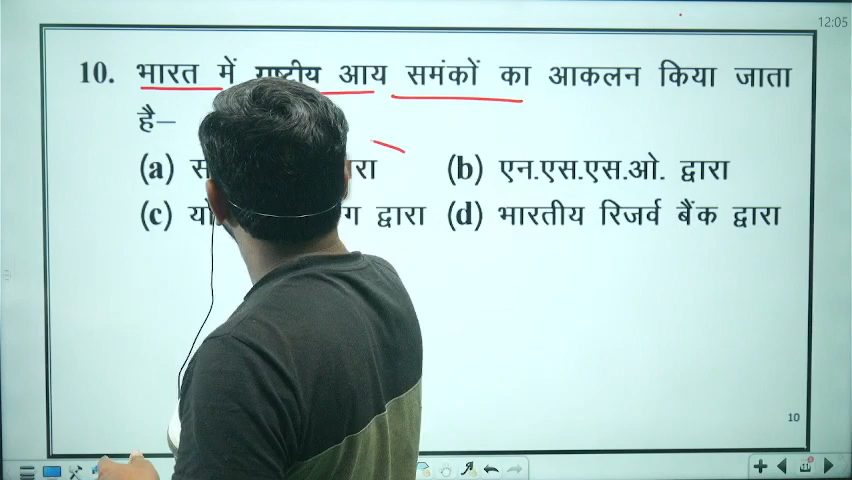 12:05
10. भारत में राष्ट्रीय आय समंकों का आकलन किया जाता
है–
(a) द्वारा (b) एन.एस.एस.ओ. द्वारा
(c) द्वारा (d) भारतीय रिजर्व बैंक द्वारा
10